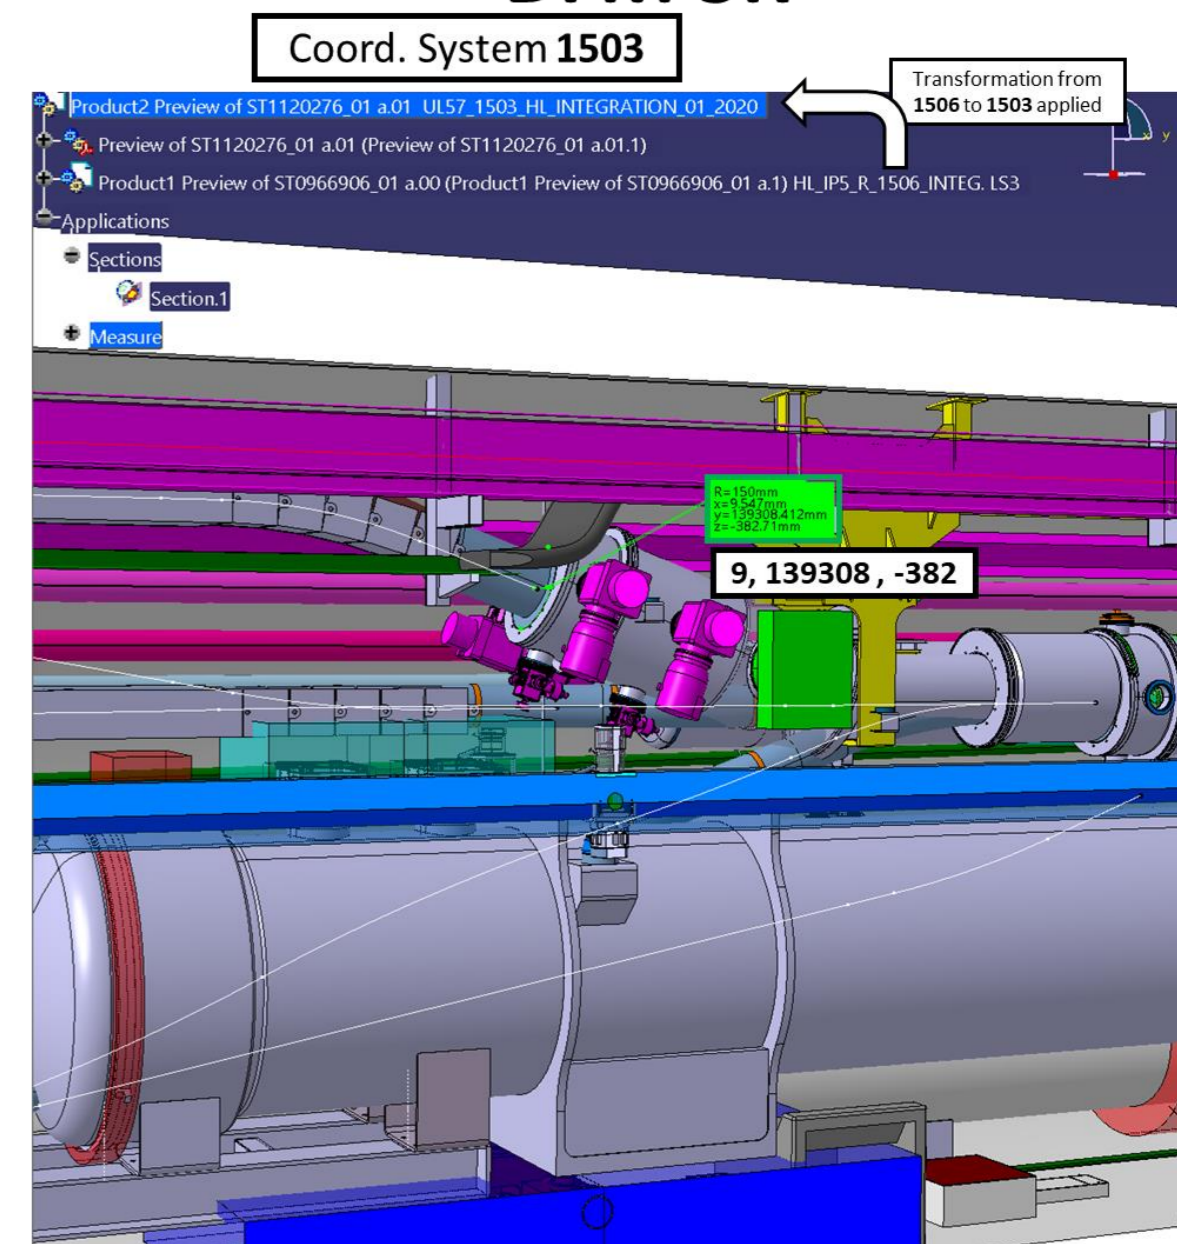 Coord. System 1503
Transformation from
1506 to 1503 applied
Product2 Preview of ST1120276_01 a.01 UL57_1503_HL_INTEGRATION_01_2020
Preview of ST1120276_01 a.01 (Preview of ST1120276_01 a.01.1)
Product1 Preview of ST0966906_01 a.00 (Product1 Preview of ST0966906_01 a.1) HL_IP5_R_1506_INTEG. LS3
Applications
Sections
Section.1
Measure
y
R=150mm
x=9.547mm
y=139308.412mm
z=-382.71mm
9, 139308 , -382